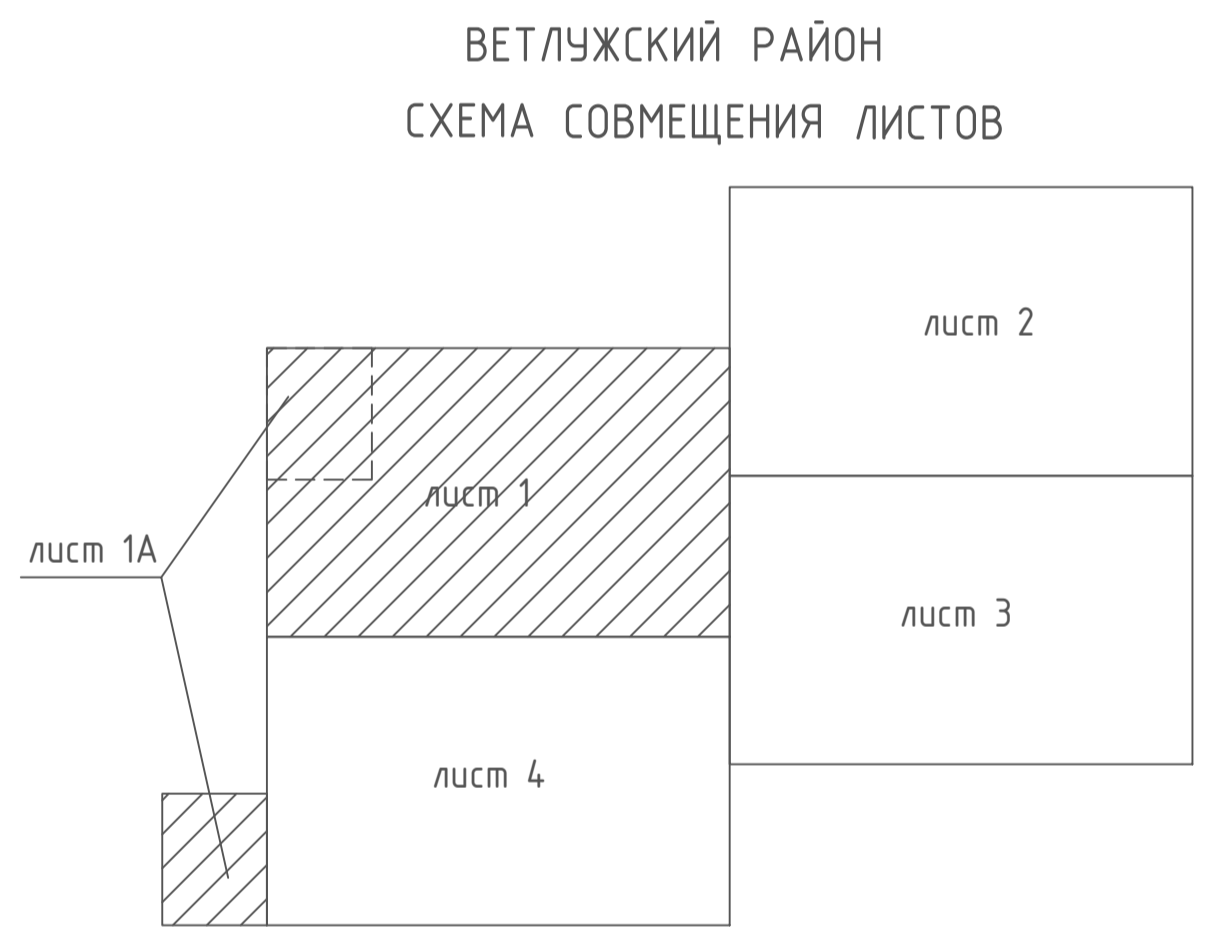 ВЕТЛУЖСКИЙ РАЙОН
СХЕМА СОВМЕЩЕНИЯ ЛИСТОВ
лист 2
лист 1
лист 1А
лист 3
лист 4